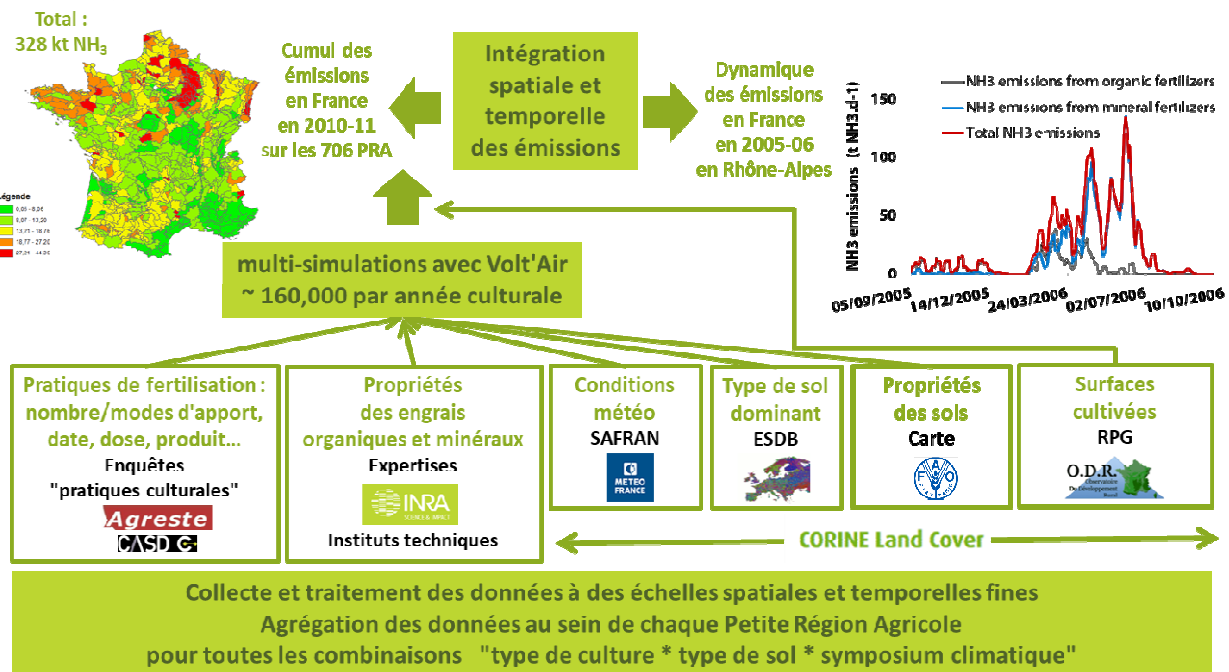 Total :
328 kt NH3
Cumul des
émissions
en France
en 2010-11
sur les 706 PRA
Intégration
spatiale et
temporelle
des émissions
Dynamique
des émissions
en France
en 2005-06
en Rhône-Alpes
NH3 emissions from organic fertilizers
NH3 emissions from mineral fertilizers
Total NH3 emissions
NH3 emissions (t NH3.d-1)
150
100
50
0
05/09/2005
14/12/2005
24/03/2006
02/07/2006
10/10/2006
Légende
multi-simulations avec Volt'Air
~ 160,000 par année culturale
Pratiques de fertilisation :
nombre/modes d'apport,
date, dose, produit...
Enquêtes
"pratiques culturales"
Agreste
CASD
Propriétés
des engrais
organiques et minéraux
Expertises
INRA
SCIENCE & IMPACT
Instituts techniques
Conditions
météo
SAFRAN
METEO
FRANCE
Type de sol
dominant
ESDB
Propriétés
des sols
Carte
FAO
Surfaces
cultivées
RPG
O.D.R.
Observatoire
Du Développement
Rural
CORINE Land Cover
Collecte et traitement des données à des échelles spatiales et temporelles fines
Agrégation des données au sein de chaque Petite Région Agricole
pour toutes les combinaisons "type de culture * type de sol * symposium climatique"